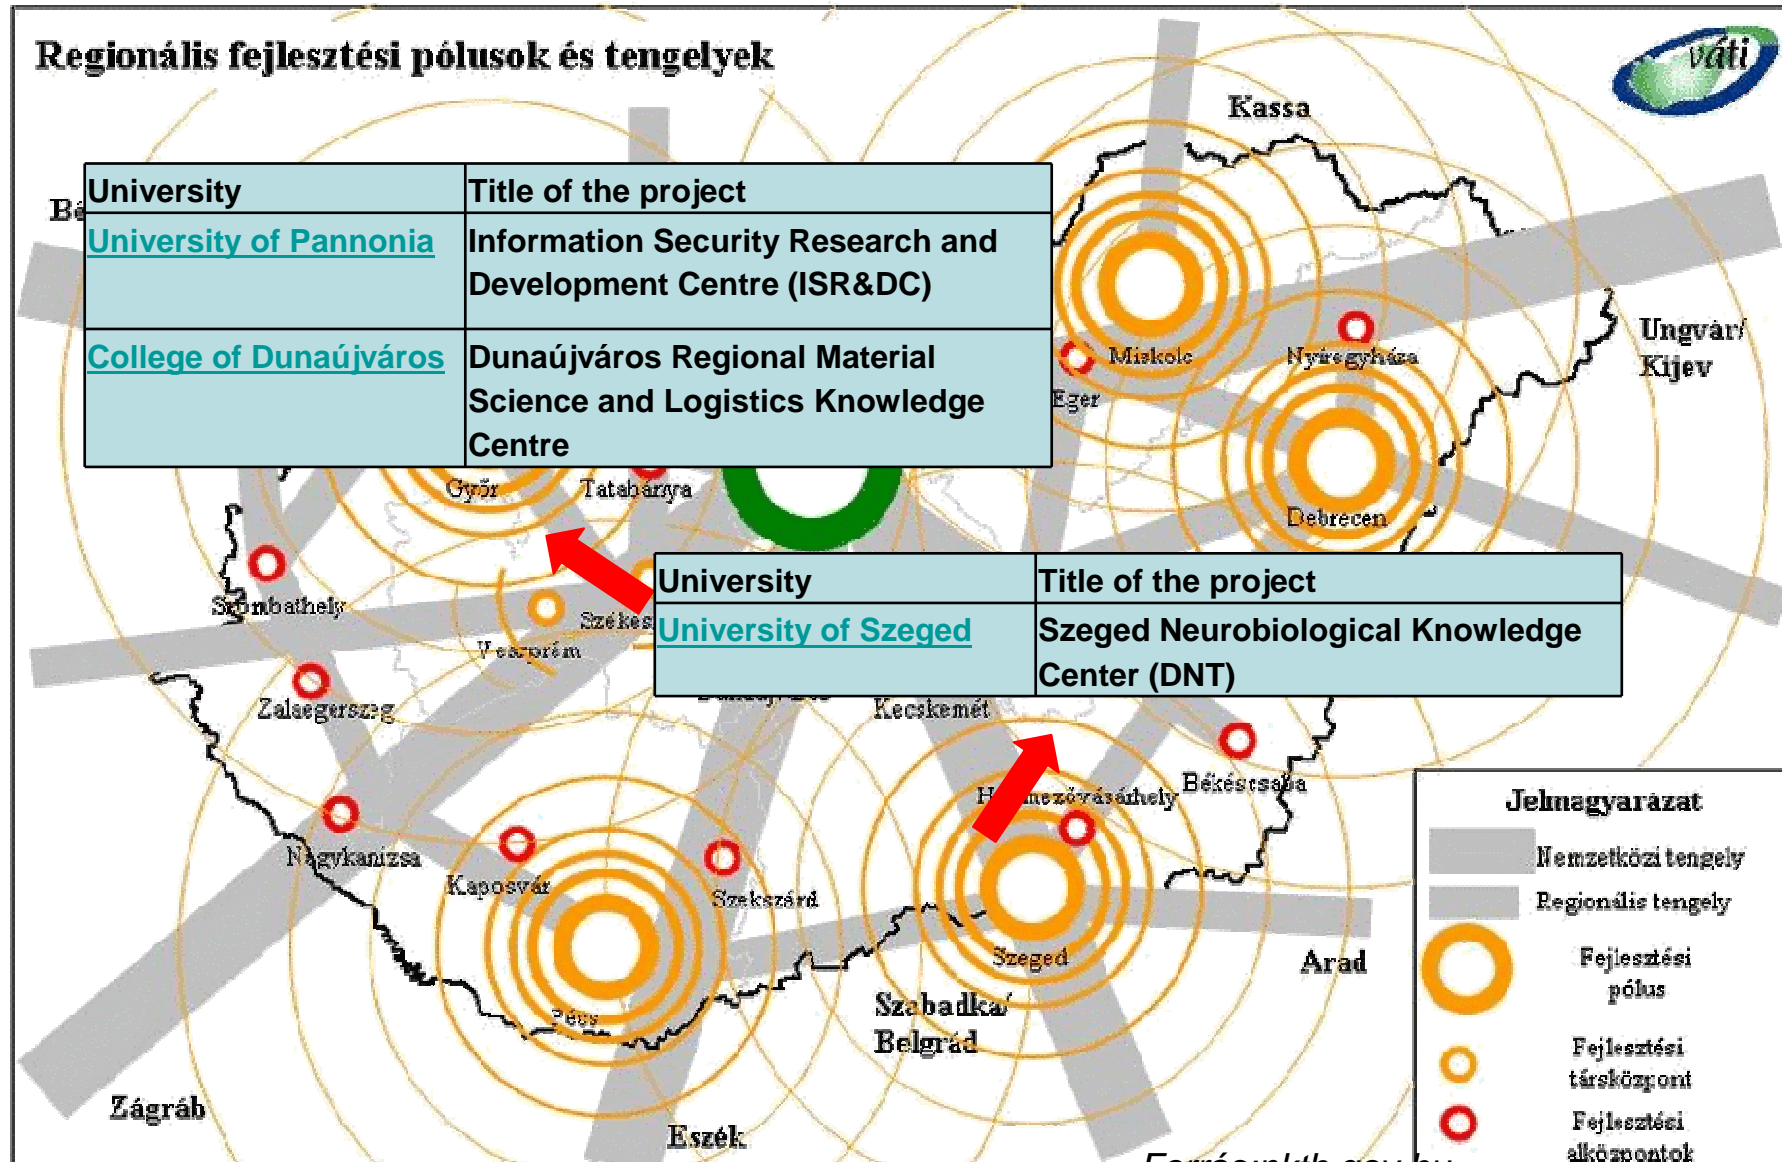 Regionális fejlesztési pólusok és tengelyek
váti
Kassa
University Title of the project
University of Pannonia Information Security Research and
Development Centre (ISR&DC)
College of Dunaújváros Dunaújváros Regional Material
Science and Logistics Knowledge
Centre
Ungvár/
Kijev
Miskolc
Nyíregyháza
Eger
Győr
Tatabánya
Debrecen
University Title of the project
University of Szeged Szeged Neurobiological Knowledge
Center (DNT)
Szombathely
Veszprém
Zalaegerszeg
Kecskemét
Békéscsaba
Nagykanizsa
Kaposvár
Szekszárd
Szeged
Pécs
Arad
Szabadka/
Belgrád
Zágráb
Eszék
Jelmagyarázat
Nemzetközi tengely
Regionális tengely
Fejlesztési
pólus
Fejlesztési
társközpont
Fejlesztési
alközpontok